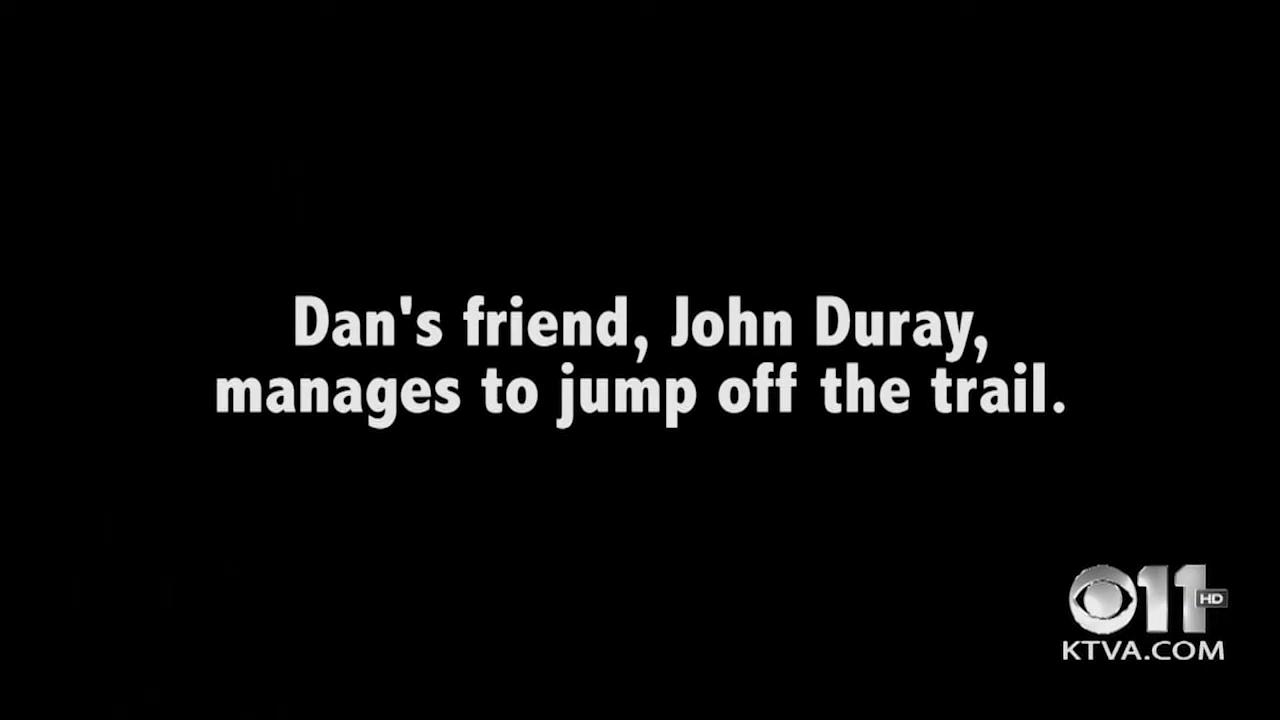 Dan's friend, John Duray,
manages to jump off the trail.
11
HD
KTVA.COM